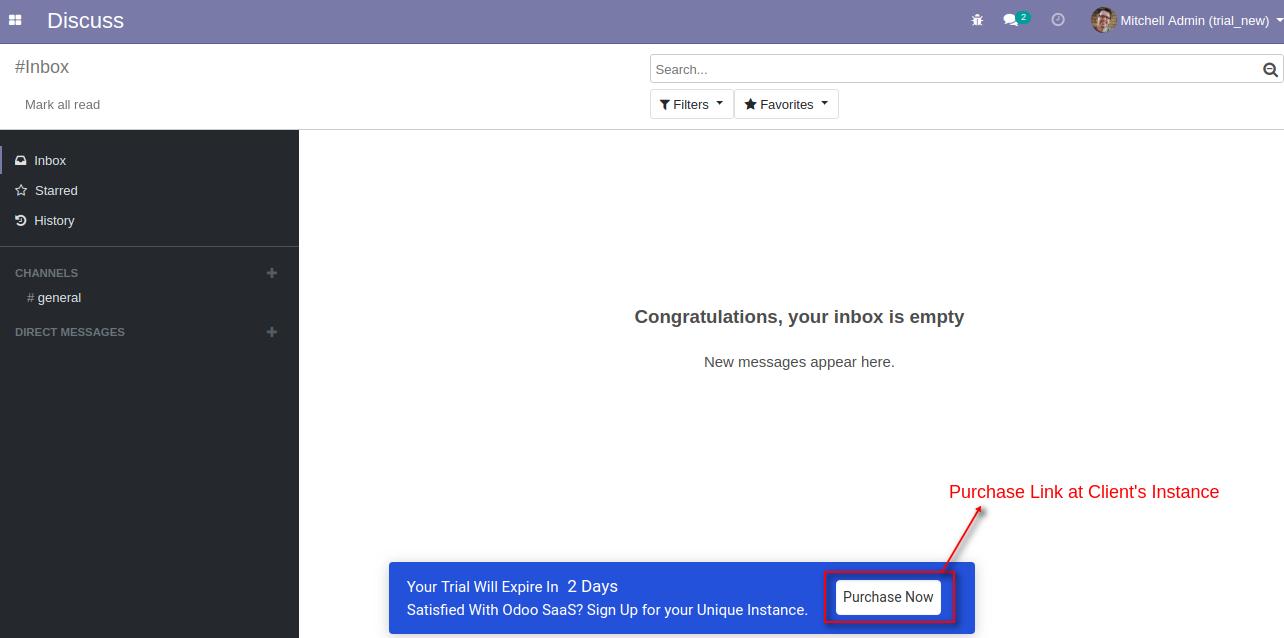 Discuss
2
Mitchell Admin (trial_new)
#Inbox
Search...
Mark all read
Filters
Favorites
Inbox
Starred
History
CHANNELS
# general
DIRECT MESSAGES
Congratulations, your inbox is empty
New messages appear here.
Purchase Link at Client's Instance
Your Trial Will Expire In 2 Days
Satisfied With Odoo SaaS? Sign Up for your Unique Instance.
Purchase Now